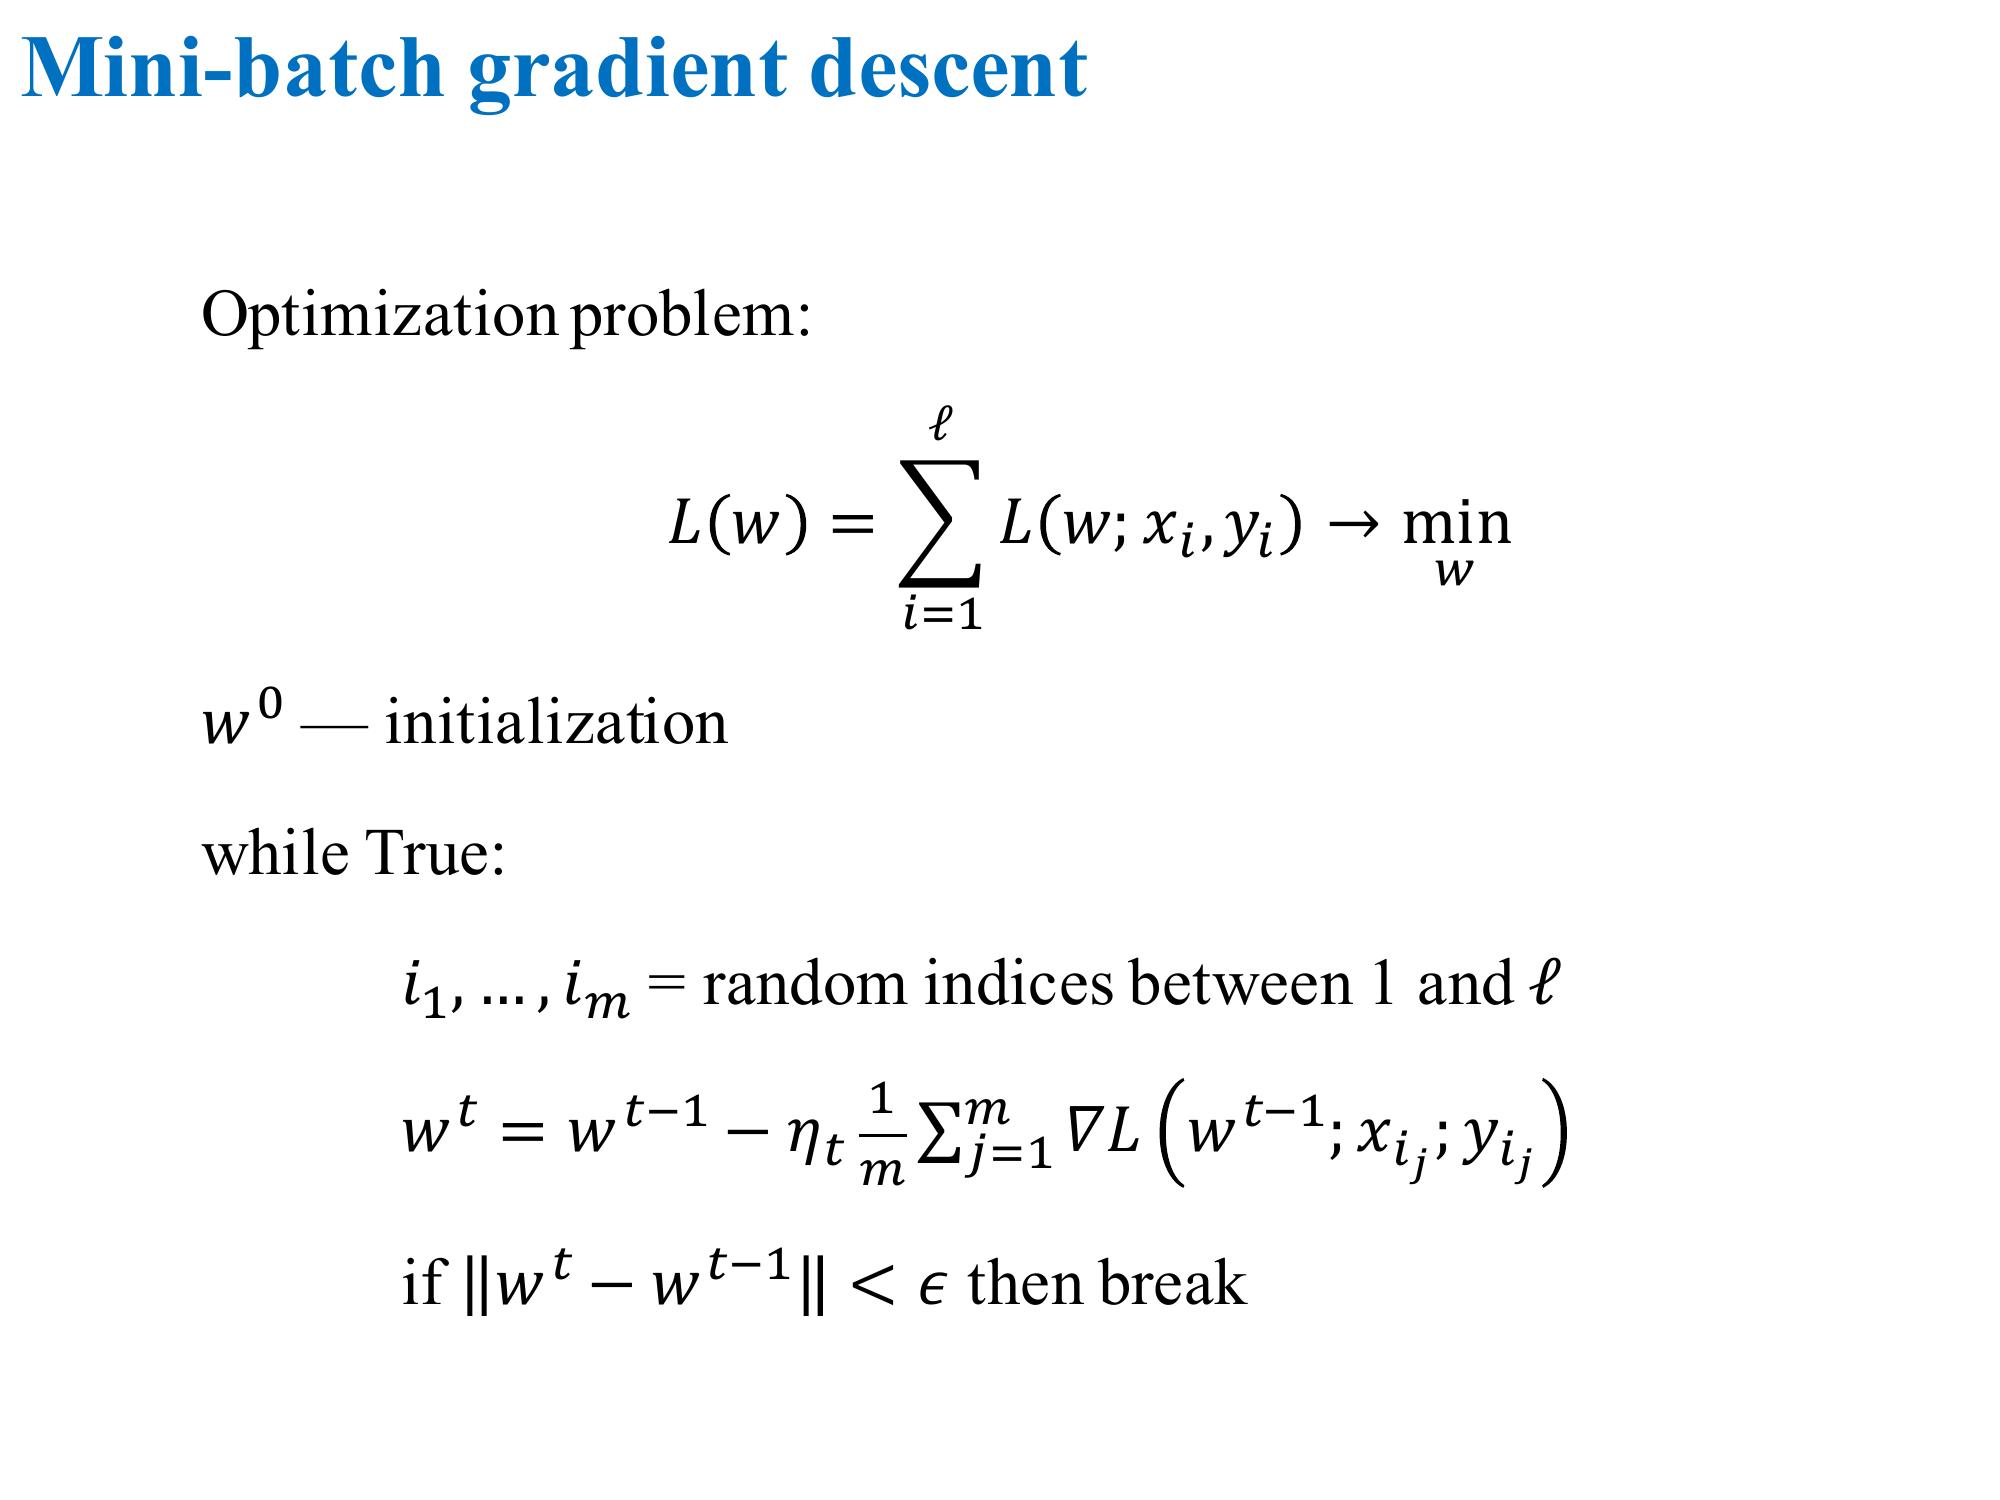 Mini-batch gradient descent
Optimization problem:
$L(w) = \sum_{i=1}^{\ell} L(w; x_i, y_i) \rightarrow \min_w$
$w^0$ — initialization
while True:
$i_1, \ldots, i_m$ = random indices between 1 and $\ell$
$w^t = w^{t-1} - \eta_t \frac{1}{m} \sum_{j=1}^{m} \nabla L\left(w^{t-1}; x_{i_j}; y_{i_j}\right)$
if $\|w^t - w^{t-1}\| < \epsilon$ then break